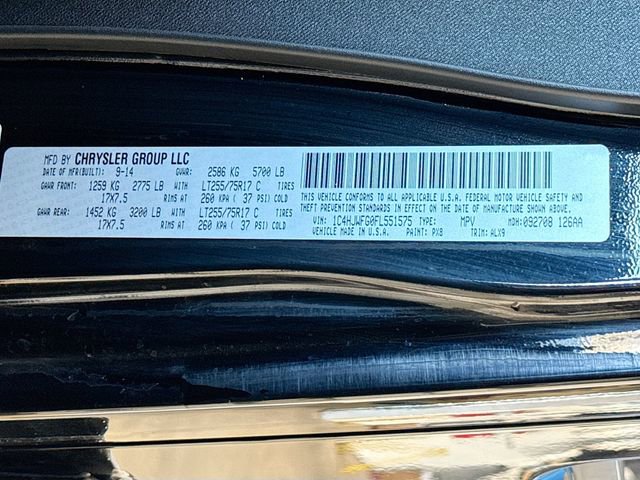 MFD BY CHRYSLER GROUP LLC
DATE OF MFR(BUILT): 9-14 GVWR: 2586 KG 5700 LB
GAWR FRONT: 1259 KG 2775 LB WITH LT255/75R17 C TIRES
17X7.5 RIMS AT 260 KPA ( 37 PSI) COLD
GAWR REAR: 1452 KG 3200 LB WITH LT255/75R17 C TIRES
17X7.5 RIMS AT 260 KPA ( 37 PSI) COLD
THIS VEHICLE CONFORMS TO ALL APPLICABLE U.S.A. FEDERAL MOTOR VEHICLE SAFETY
AND THEFT PREVENTION STANDARDS IN EFFECT ON THE DATE OF MANUFACTURE SHOWN ABOVE.
VIN: 1C4HJWFG0FL551575 TYPE: MPV MDH: 092708 126AA
VEHICLE MADE IN U.S.A. PAINT: PX8 TRIM: ALX9